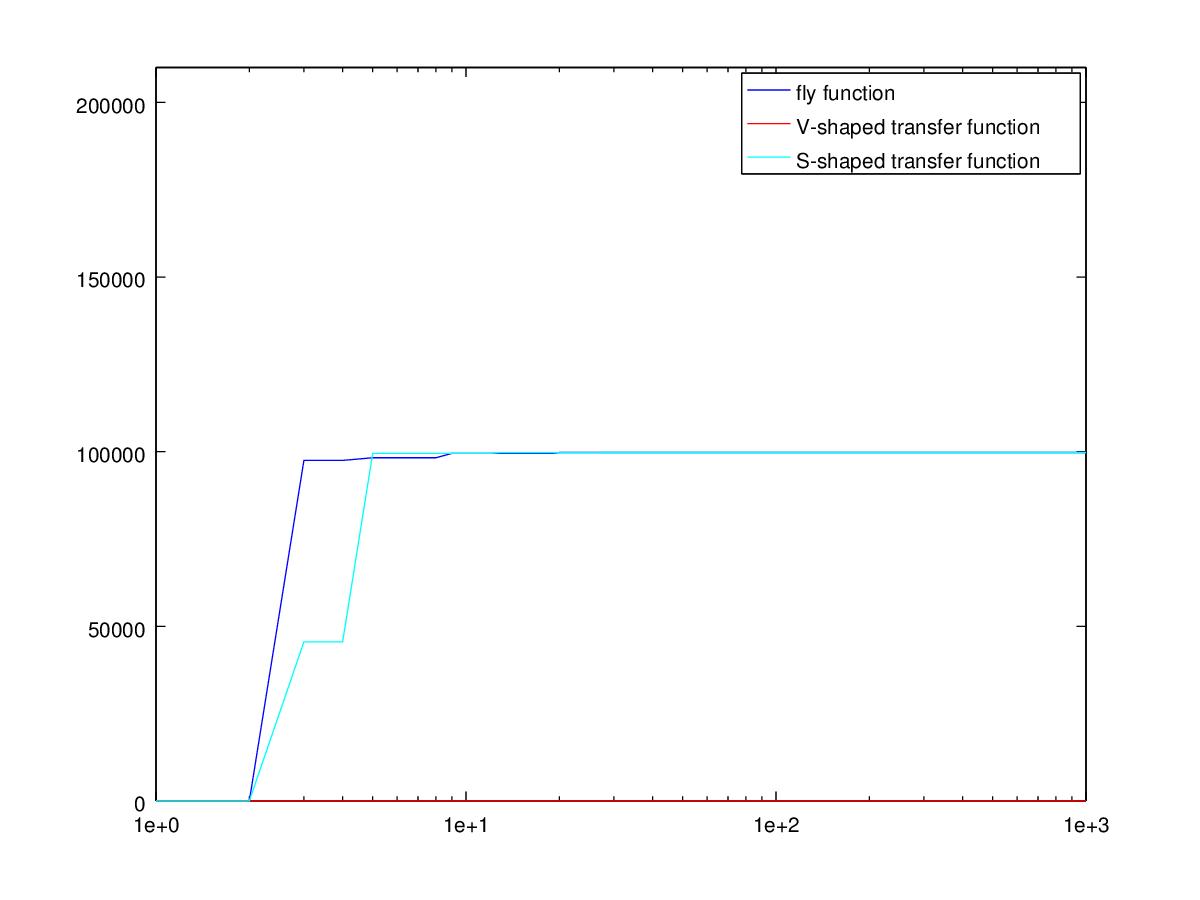 200000
150000
100000
50000
0
1e+0
1e+1
1e+2
1e+3
fly function
V-shaped transfer function
S-shaped transfer function